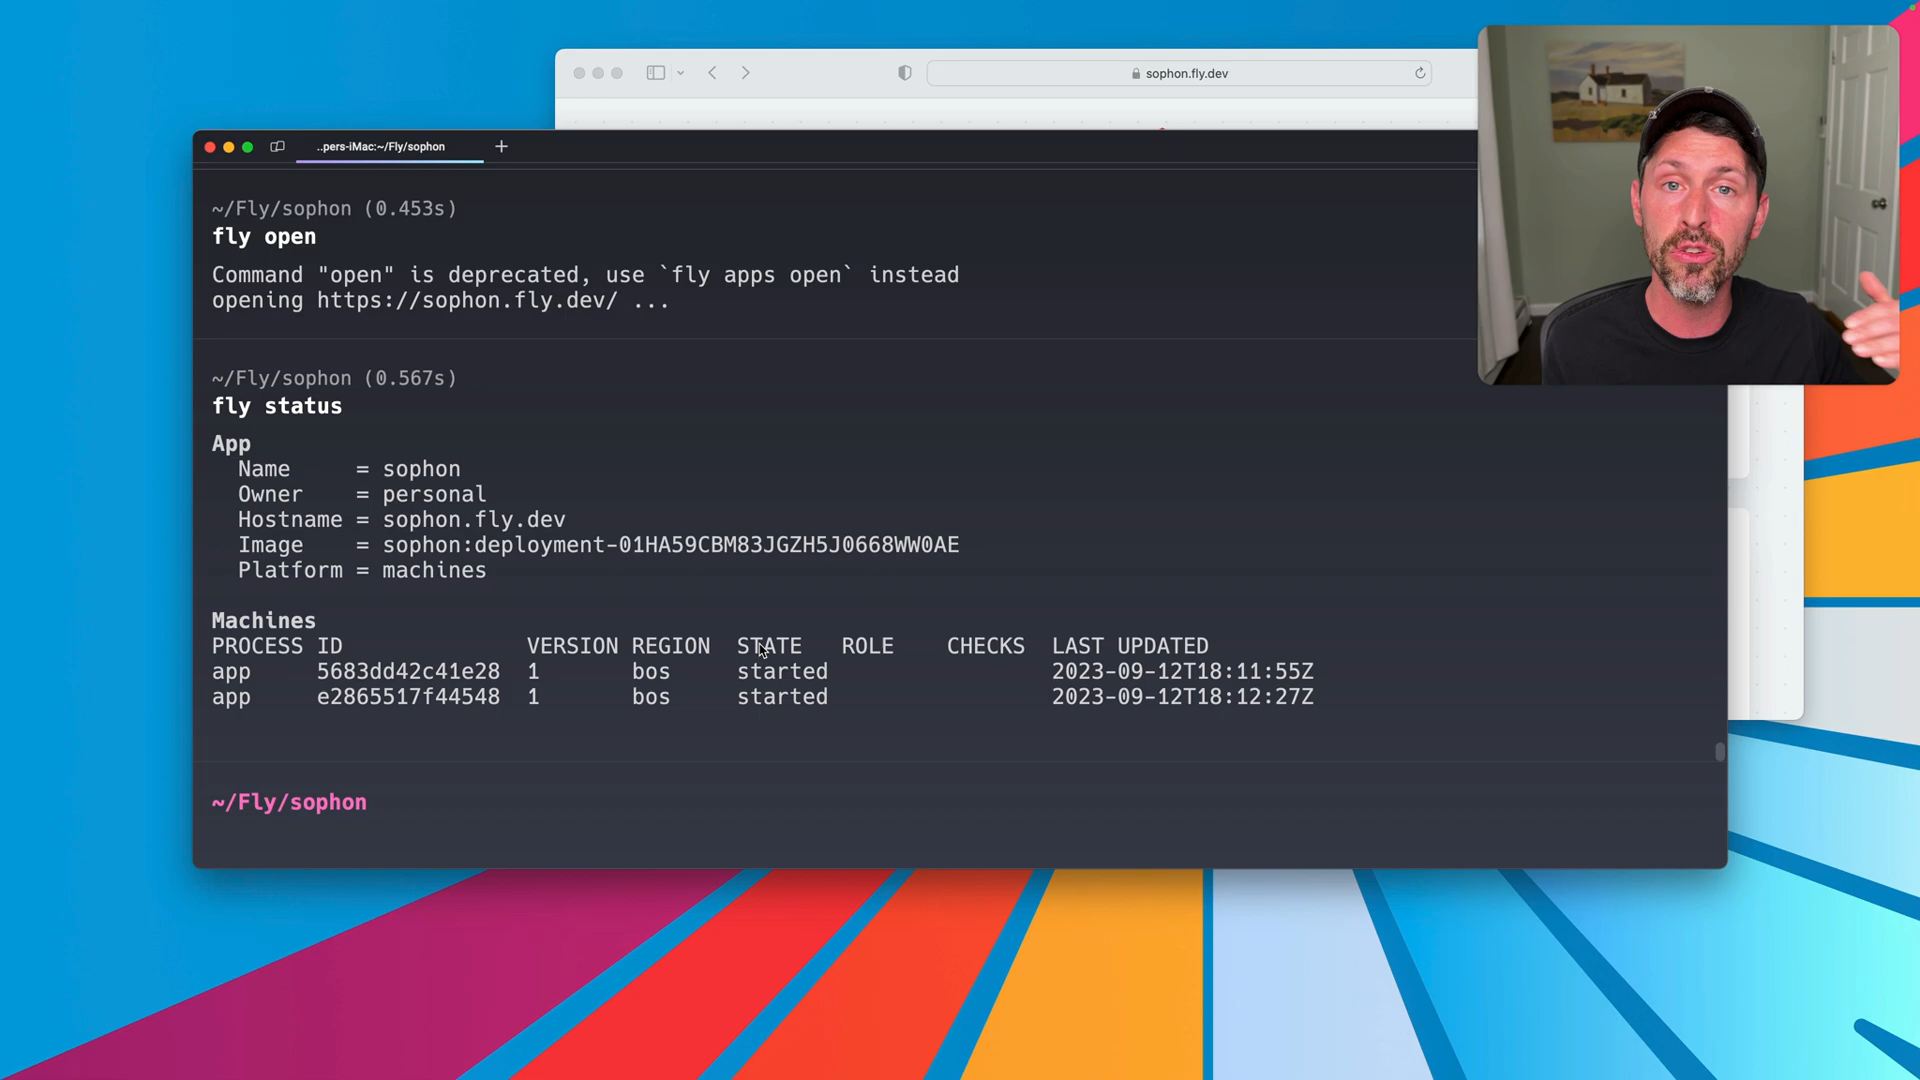 sophon.fly.dev
..pers-iMac:~/Fly/sophon
~/Fly/sophon (0.453s)
fly open
Command "open" is deprecated, use `fly apps open` instead
opening https://sophon.fly.dev/ ...
~/Fly/sophon (0.567s)
fly status
App
Name = sophon
Owner = personal
Hostname = sophon.fly.dev
Image = sophon:deployment-01HA59CBM83JGZH5J0668WW0AE
Platform = machines
Machines
PROCESS ID VERSION REGION STATE ROLE CHECKS LAST UPDATED
app 5683dd42c41e28 1 bos started 2023-09-12T18:11:55Z
app e2865517f44548 1 bos started 2023-09-12T18:12:27Z
~/Fly/sophon